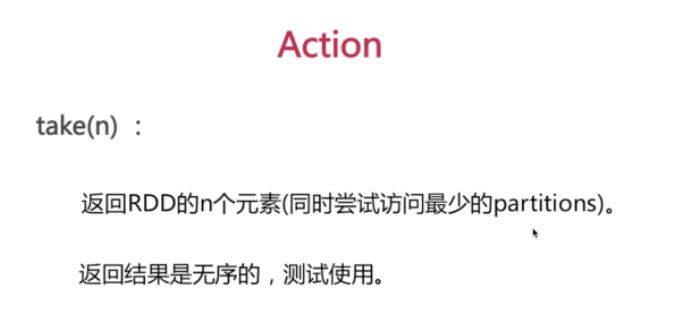 Action
take(n) ：
返回RDD的n个元素(同时尝试访问最少的partitions)。
返回结果是无序的，测试使用。